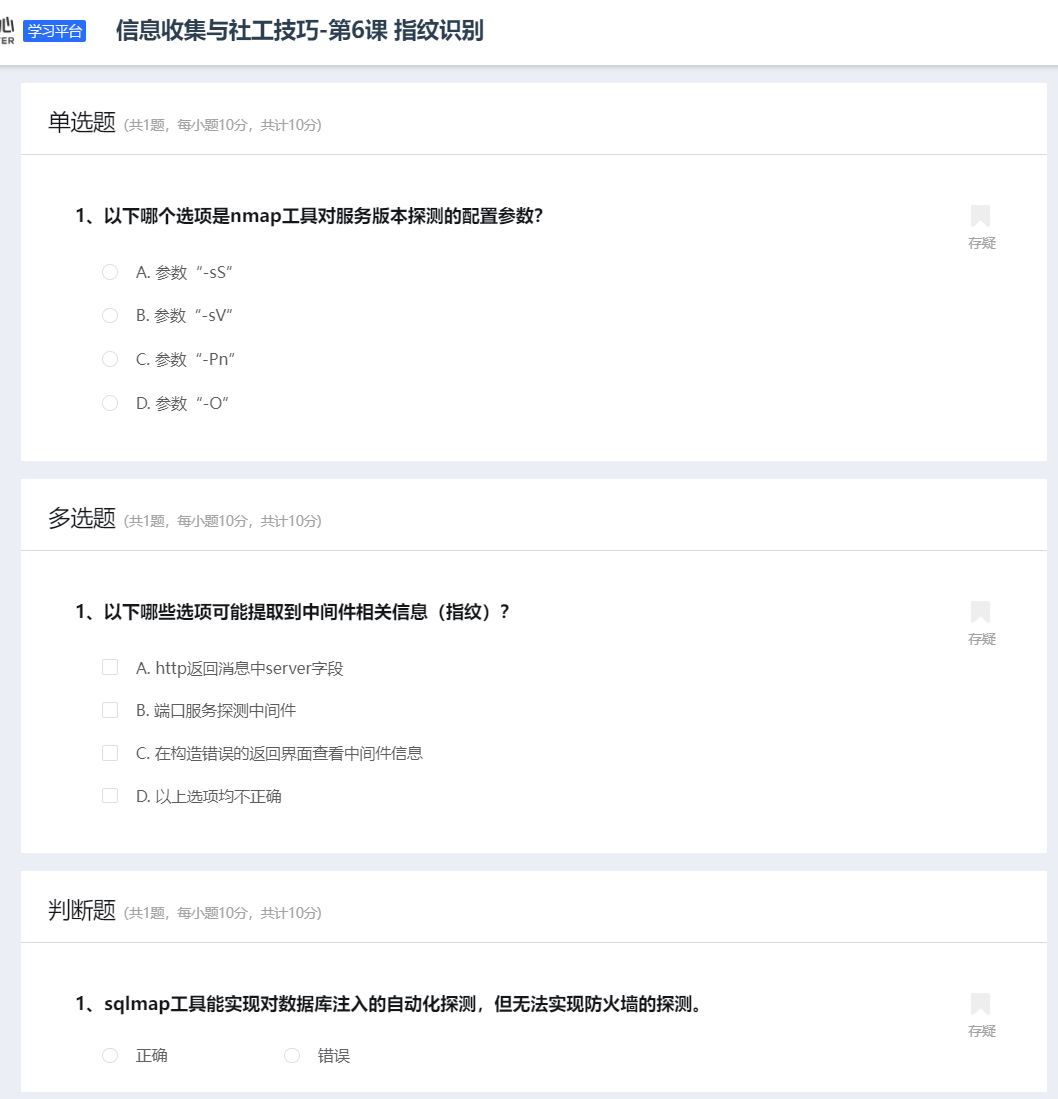 学习平台 信息收集与社工技巧-第6课 指纹识别
单选题 (共1题，每小题10分，共计10分)
1、以下哪个选项是nmap工具对服务版本探测的配置参数?
存疑
A. 参数“-sS”
B. 参数“-sV”
C. 参数“-Pn”
D. 参数“-O”
多选题 (共1题，每小题10分，共计10分)
1、以下哪些选项可能提取到中间件相关信息（指纹）?
存疑
A. http返回消息中server字段
B. 端口服务探测中间件
C. 在构造错误的返回界面查看中间件信息
D. 以上选项均不正确
判断题 (共1题，每小题10分，共计10分)
1、sqlmap工具能实现对数据库注入的自动化探测，但无法实现防火墙的探测。
存疑
正确 错误